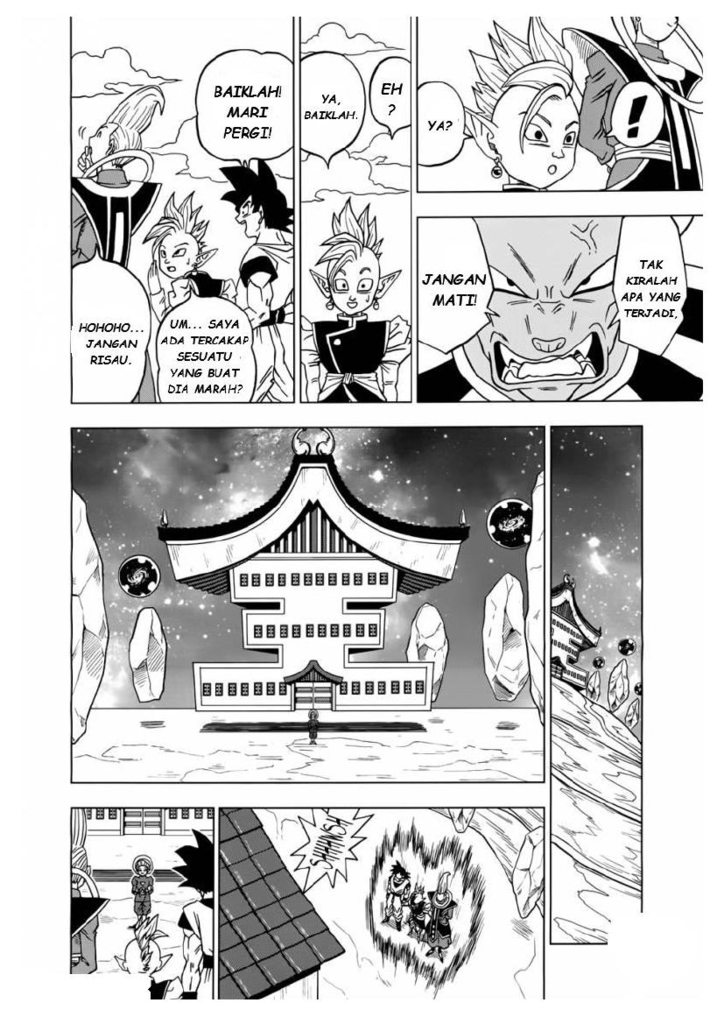 YA?
!
EH
?
YA,
BAIKLAH.
BAIKLAH!
MARI
PERGI!
TAK
KIRALAH
APA YANG
TERJADI,
JANGAN
MATI!
UM... SAYA
ADA TERCAKAP
SESUATU
YANG BUAT
DIA MARAH?
HOHOHO...
JANGAN
RISAU.
SHHNNSH